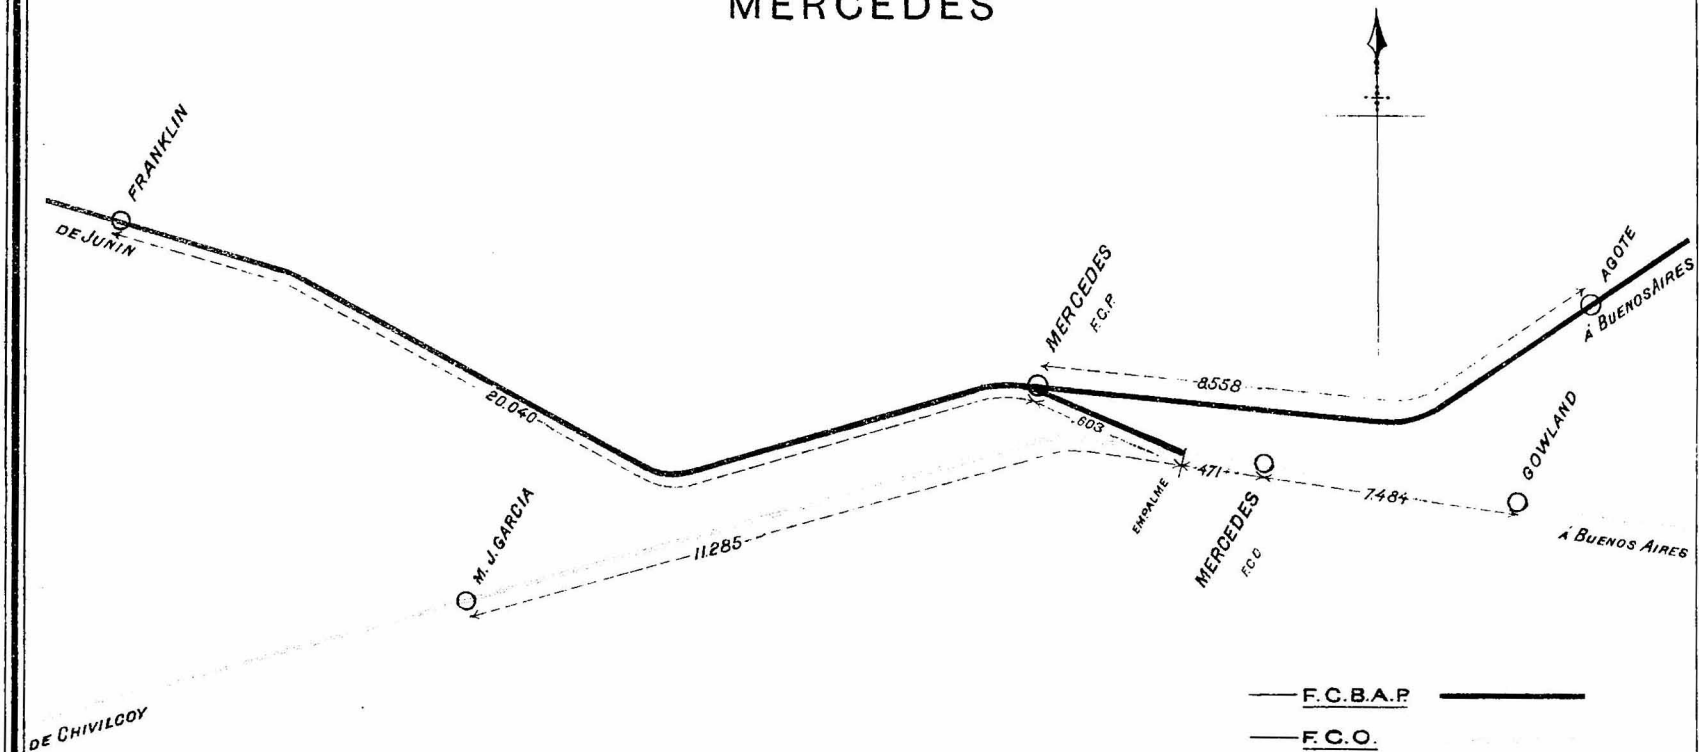 MERCEDES
FRANKLIN
DE JUNIN
20.040
MERCEDES
F.C.P.
8.558
AGOTE
Á BUENOS AIRES
.603
EMPALME
.471
MERCEDES
F.C.O
7.484
GOWLAND
Á BUENOS AIRES
M. J. GARCIA
11.285
DE CHIVILCOY
F.C.B.A.P.
F.C.O.